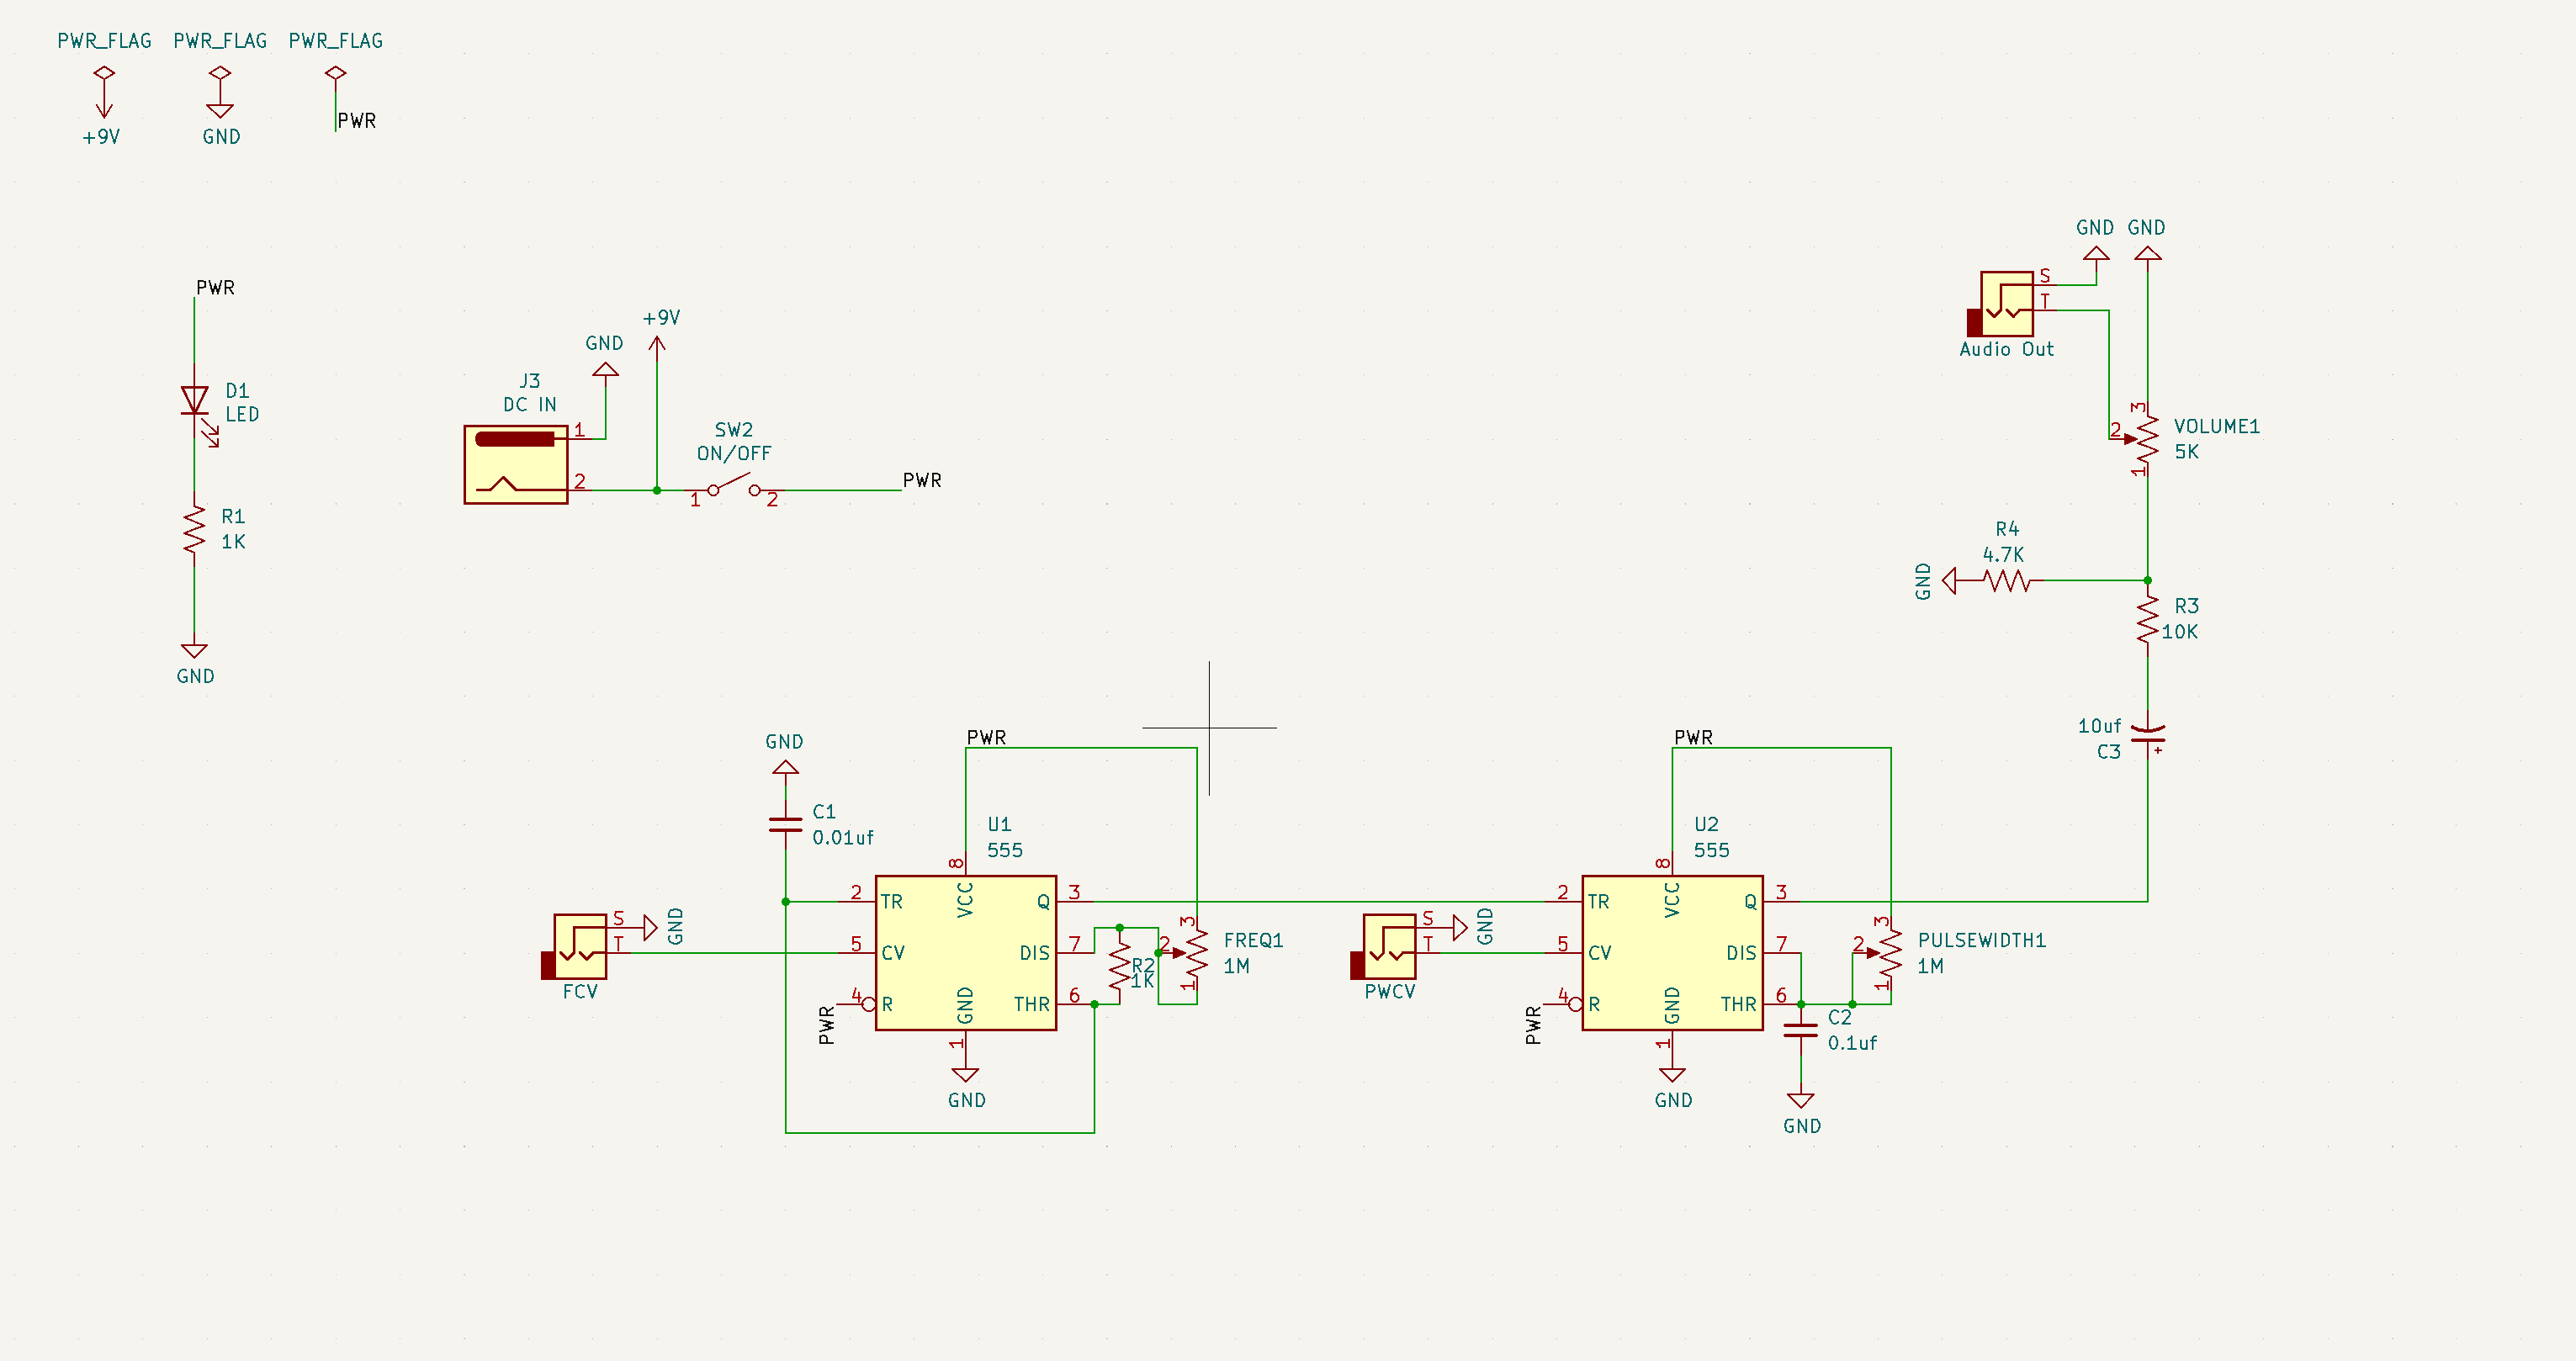 PWR_FLAG
PWR_FLAG
PWR_FLAG
+9V
GND
PWR
PWR
D1
LED
R1
1K
GND
J3
DC IN
1
2
GND
+9V
SW2
ON/OFF
1
2
PWR
GND
GND
S
T
Audio Out
3
2
1
VOLUME1
5K
R4
4.7K
GND
R3
10K
10uf
C3
+
GND
C1
0.01uf
PWR
U1
555
8
VCC
2
TR
Q
3
S
T
GND
FCV
5
CV
DIS
7
4
R
PWR
GND
THR
6
1
GND
R2
1K
3
2
1
FREQ1
1M
PWR
U2
555
8
VCC
2
TR
Q
3
S
T
GND
PWCV
5
CV
DIS
7
4
R
PWR
GND
THR
6
1
GND
3
2
1
PULSEWIDTH1
1M
C2
0.1uf
GND